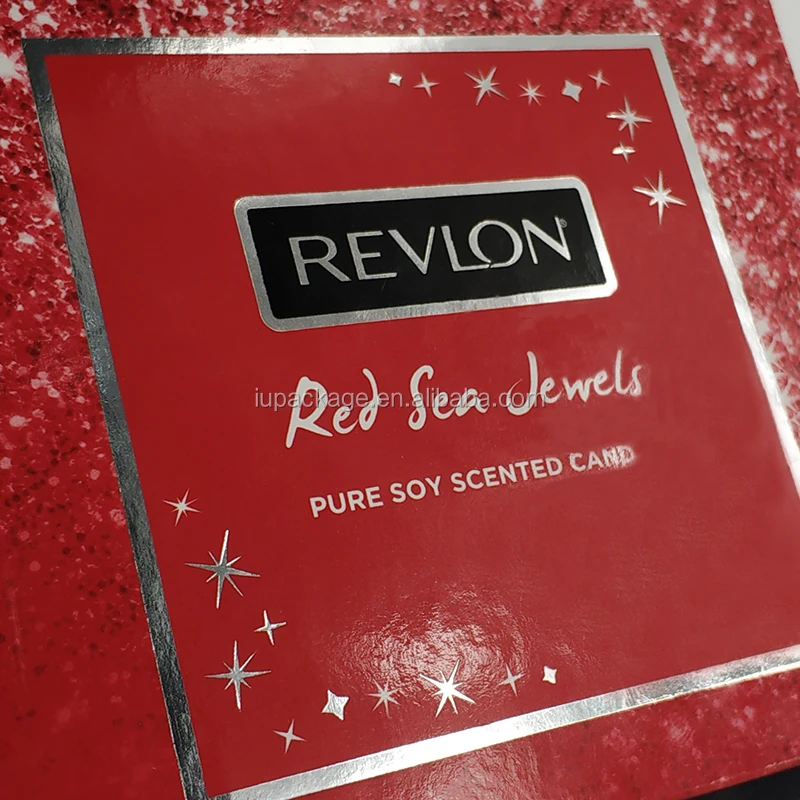 REVLON®
Red Sea Jewels
iupackage.en.alibaba.com
PURE SOY SCENTED CAND